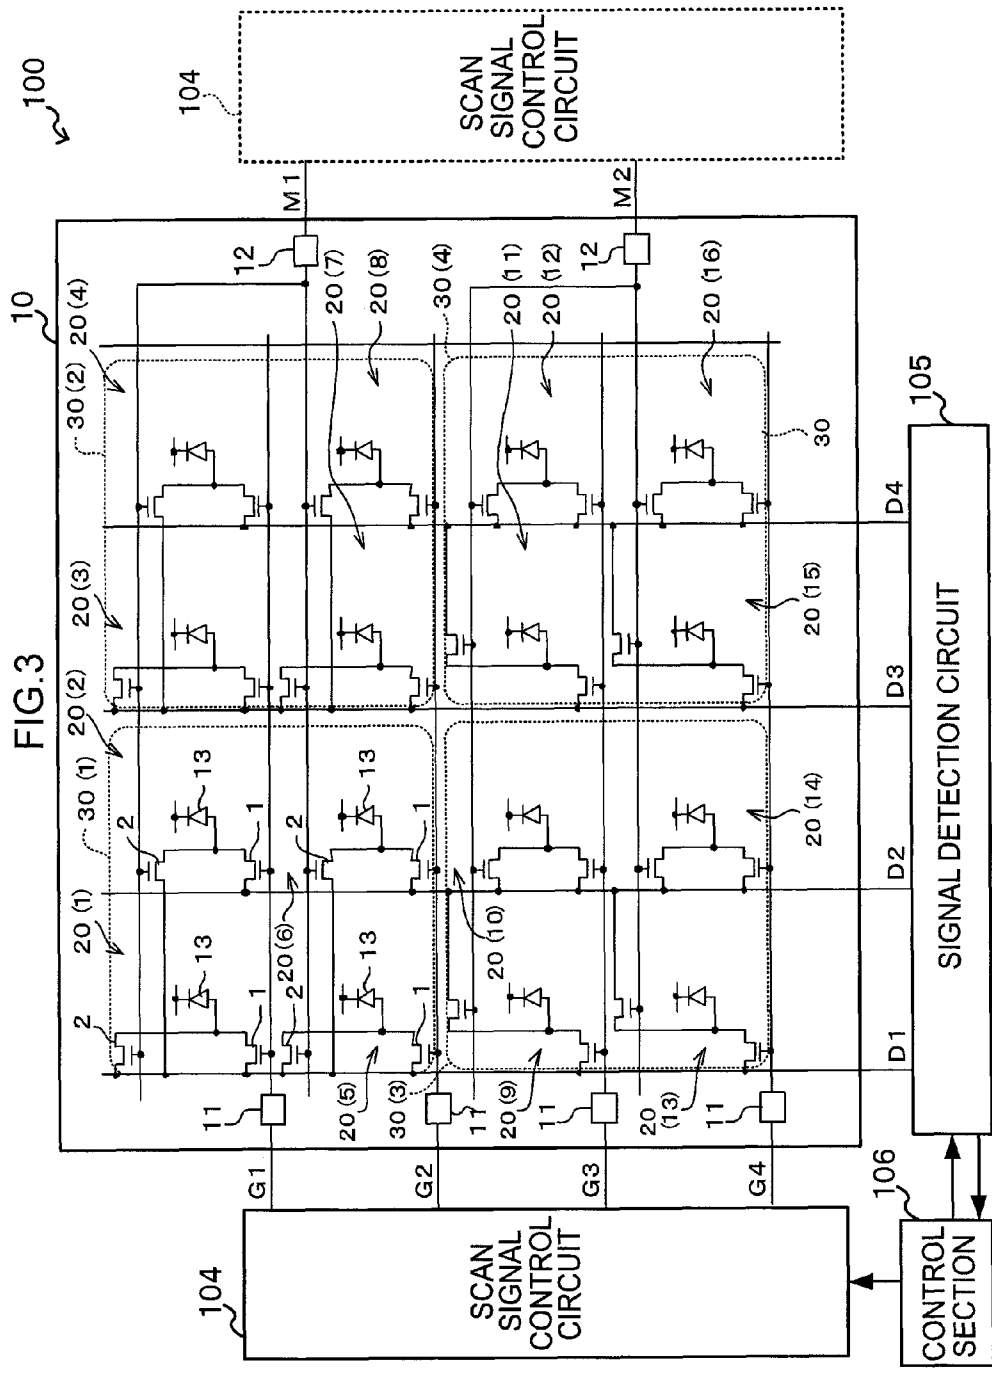 FIG.3
100
10
104
SCAN
SIGNAL
CONTROL
CIRCUIT
104
SCAN
SIGNAL
CONTROL
CIRCUIT
105
SIGNAL DETECTION CIRCUIT
106
CONTROL
SECTION
30 (1)
30 (2)
30 (3)
30 (4)
30
20 (1)
20 (2)
20 (3)
20 (4)
20 (5)
20 (6)
20 (7)
20 (8)
20 (9)
20 (10)
20 (11)
20 (12)
20
(13)
20 (14)
20 (15)
20 (16)
2
2
2
2
1
1
1
1
13
13
13
13
11
11
11
11
12
12
G1
G2
G3
G4
M1
M2
D1
D2
D3
D4